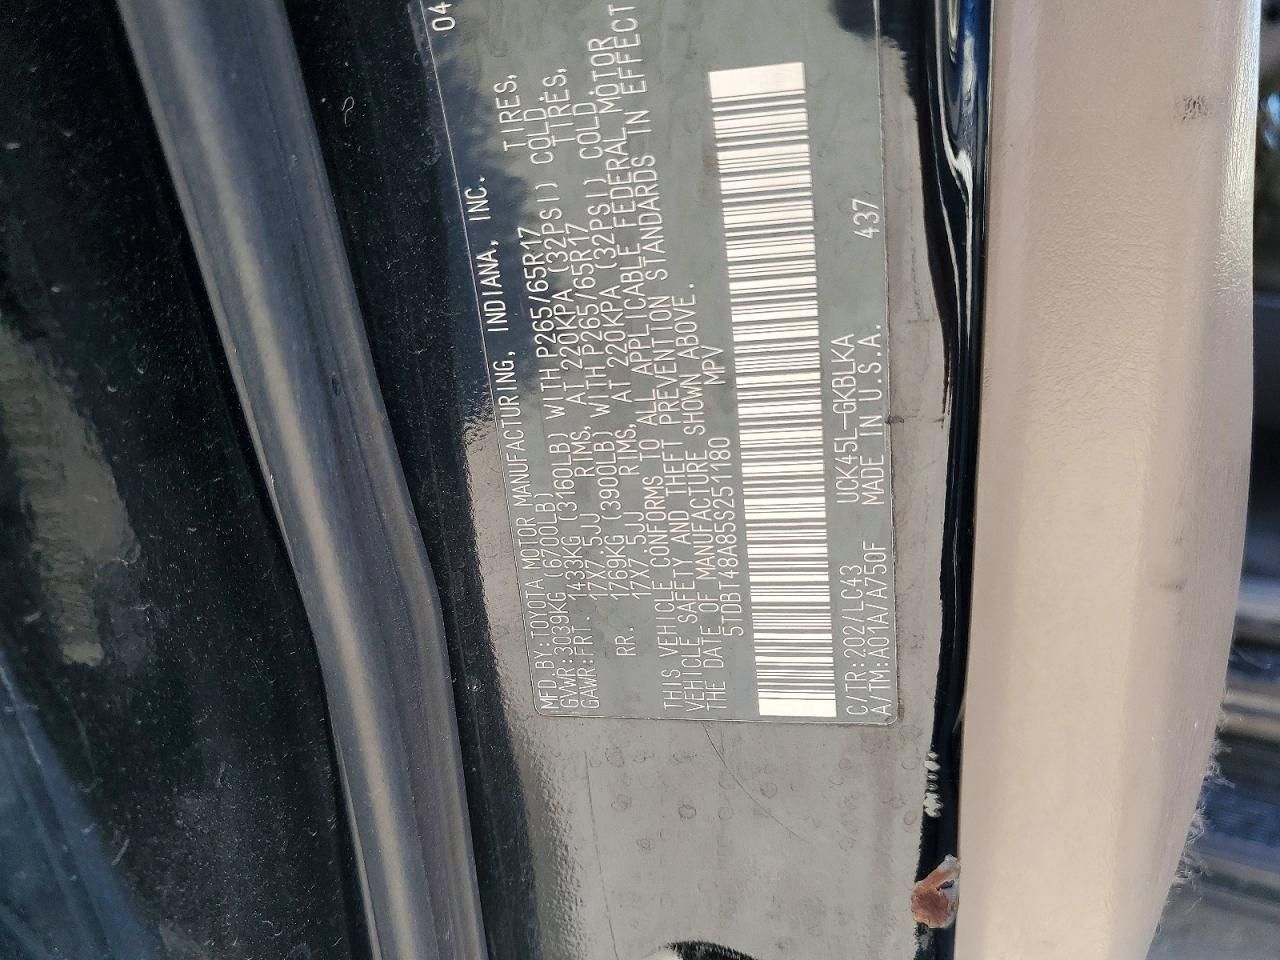 MFD.BY:TOYOTA MOTOR MANUFACTURING, INDIANA, INC. 04
GVWR:3039KG (6700LB)
GAWR:FRT. 1433KG (3160LB) WITH P265/65R17 TIRES,
17X7.5JJ RIMS, AT 220KPA (32PSI) COLD.
RR. 1769KG (3900LB) WITH P265/65R17 TIRES,
17X7.5JJ RIMS, AT 220KPA (32PSI) COLD.
THIS VEHICLE CONFORMS TO ALL APPLICABLE FEDERAL MOTOR
VEHICLE SAFETY AND THEFT PREVENTION STANDARDS IN EFFECT
THE DATE OF MANUFACTURE SHOWN ABOVE.
5TDBT48A85S251180 MPV
C/TR:202/LC43 UCK45L-GKBLKA 437
A/TM:A01A/A750F MADE IN U.S.A.